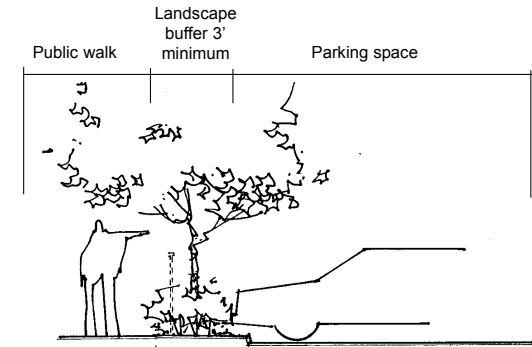 Landscape
buffer 3'
minimum
Public walk
Parking space